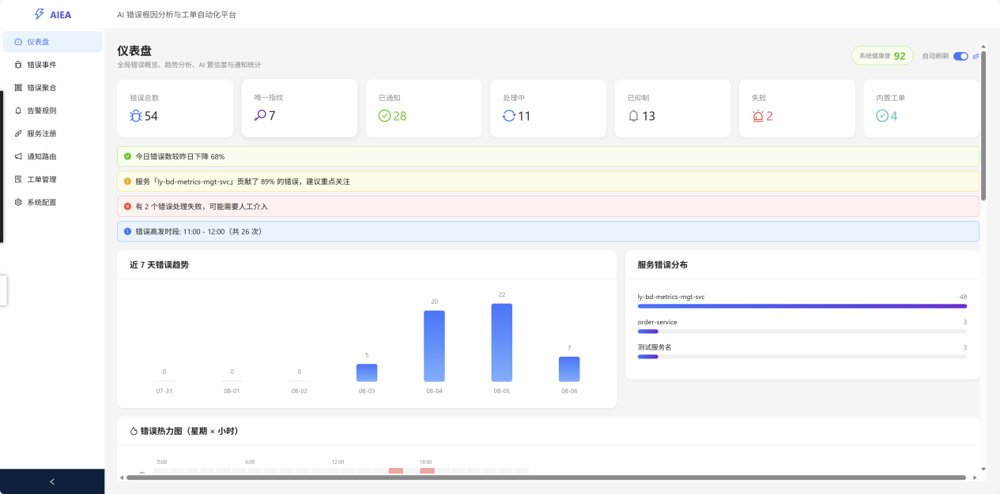 AIEA
AI 错误根因分析与工单自动化平台
仪表盘
错误事件
错误聚合
告警规则
服务注册
通知路由
工单管理
系统配置
仪表盘
全局错误概览、趋势分析、AI 置信度与通知统计
系统健康度 92
自动刷新
错误总数
54
唯一指纹
7
已通知
28
处理中
11
已抑制
13
失败
2
内置工单
4
今日错误数较昨日下降 68%
服务「ly-bd-metrics-mgt-svc」贡献了 89% 的错误，建议重点关注
有 2 个错误处理失败，可能需要人工介入
错误高发时段: 11:00 - 12:00（共 26 次）
近 7 天错误趋势
0 0 0 5 20 22 7
07-31 08-01 08-02 08-03 08-04 08-05 08-06
服务错误分布
ly-bd-metrics-mgt-svc 48
order-service 3
测试服务名 3
错误热力图（星期 × 小时）
0:00 6:00 12:00 18:00